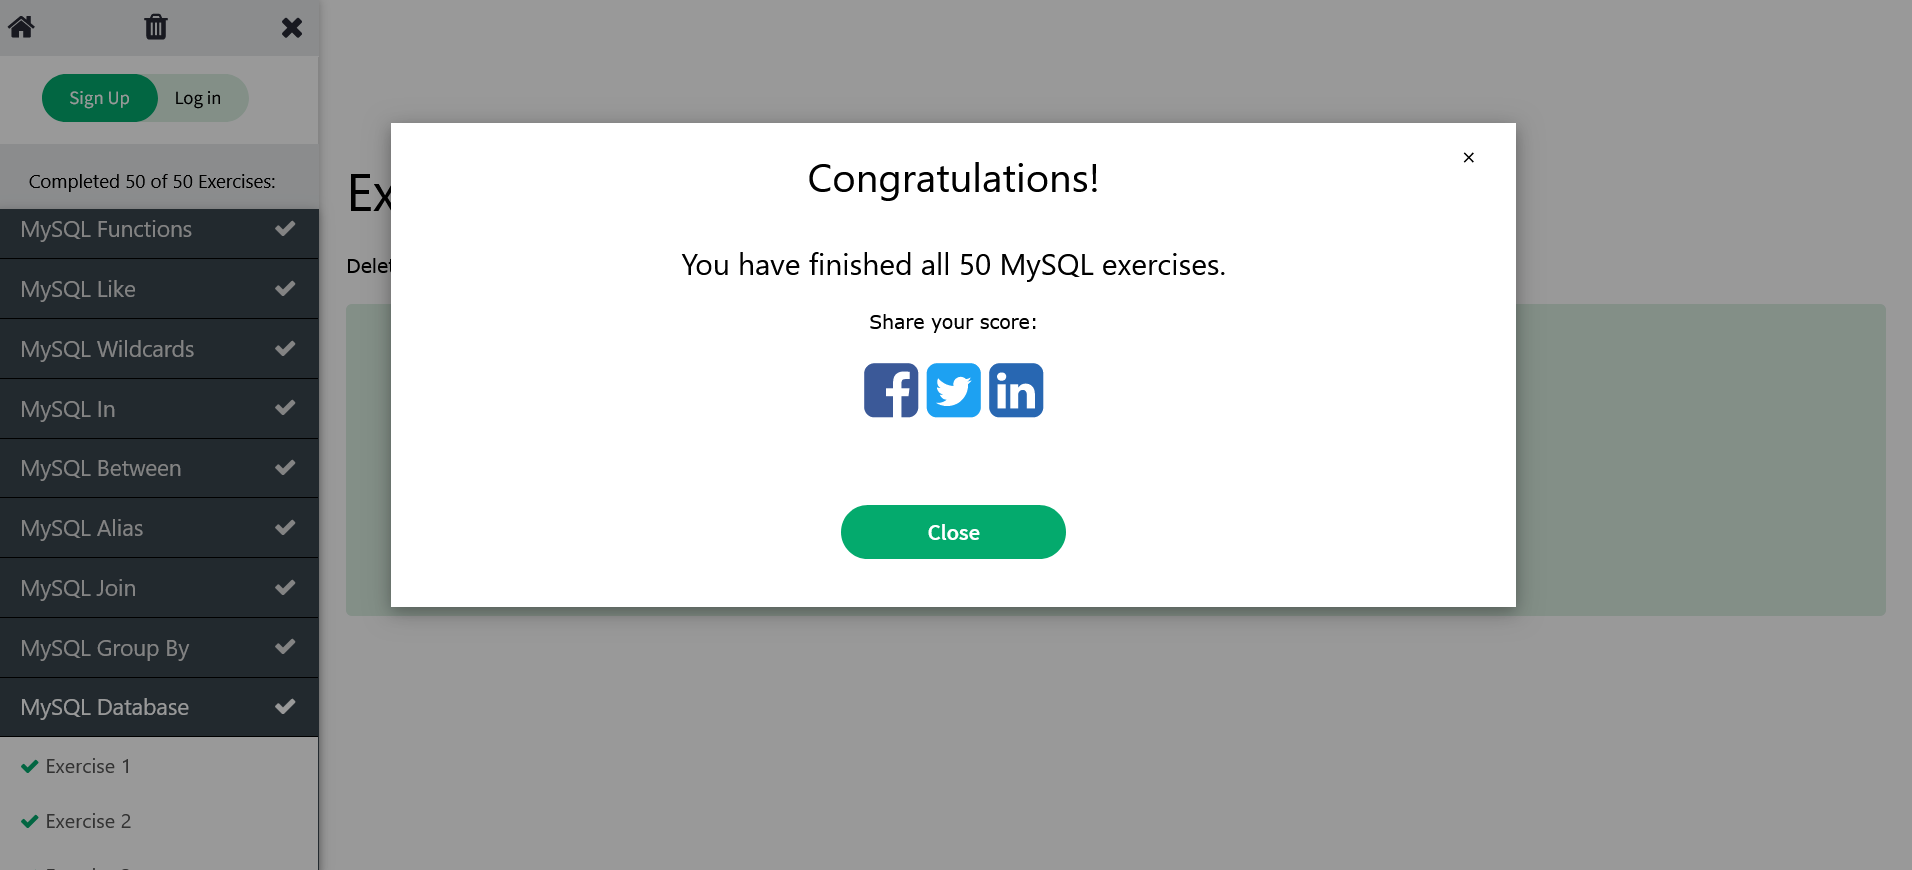 Sign Up
Log in
Completed 50 of 50 Exercises:
MySQL Functions
MySQL Like
MySQL Wildcards
MySQL In
MySQL Between
MySQL Alias
MySQL Join
MySQL Group By
MySQL Database
Exercise 1
Exercise 2
Ex
Delet
×
Congratulations!
You have finished all 50 MySQL exercises.
Share your score:
Close